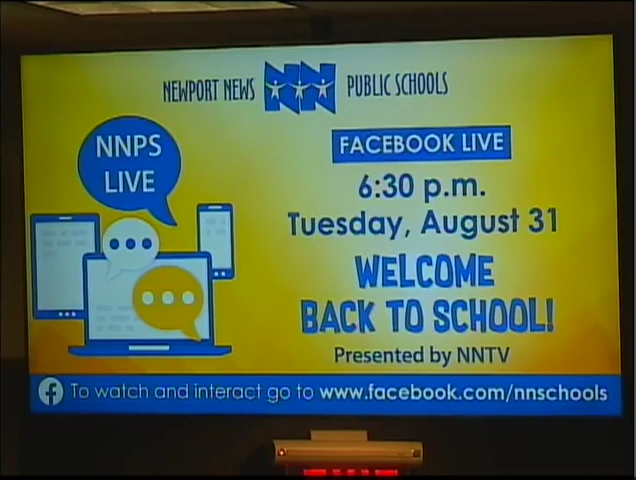 NEWPORT NEWS NN PUBLIC SCHOOLS
NNPS
LIVE
FACEBOOK LIVE
6:30 p.m.
Tuesday, August 31
WELCOME
BACK TO SCHOOL!
Presented by NNTV
f To watch and interact go to www.facebook.com/nnschools